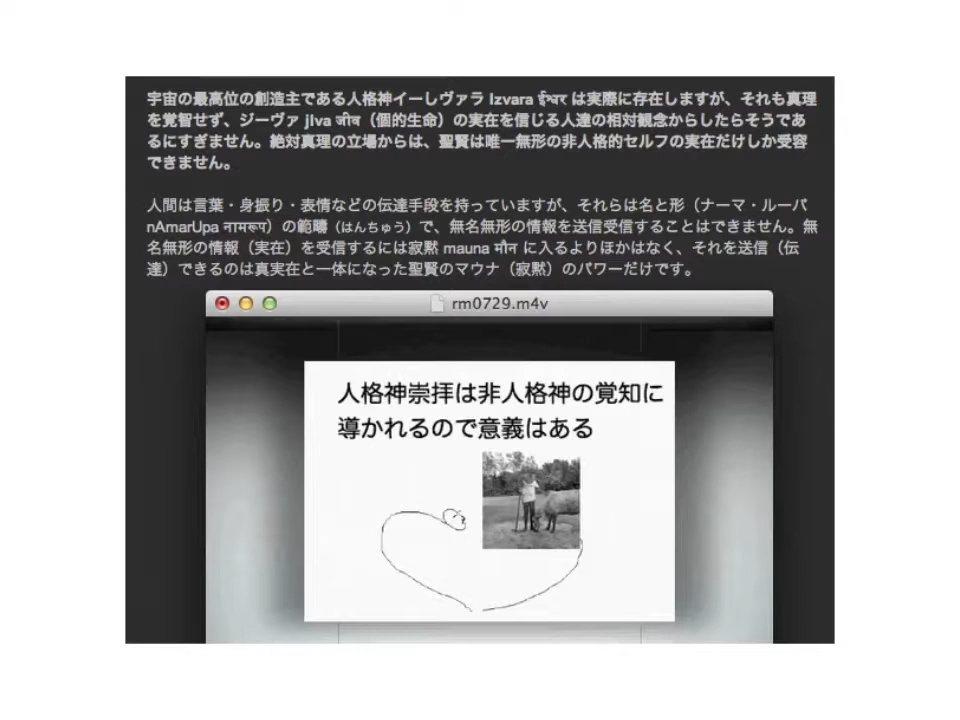 宇宙の最高位の創造主である人格神イーしヴァラ Izvara ईश्वर は実際に存在しますが、それも真理
を覚智せず、ジーヴァ jIva जीव（個的生命）の実在を信じる人達の相対観念からしたらそうであ
るにすぎません。絶対真理の立場からは、聖賢は唯一無形の非人格的セルフの実在だけしか受容
できません。
人間は言葉・身振り・表情などの伝達手段を持っていますが、それらは名と形（ナーマ・ルーパ
nAmarUpa नामरूप）の範疇（はんちゅう）で、無名無形の情報を送信受信することはできません。無
名無形の情報（実在）を受信するには寂黙 mauna मौन に入るよりほかはなく、それを送信（伝
達）できるのは真実在と一体になった聖賢のマウナ（寂黙）のパワーだけです。
rm0729.m4v
人格神崇拝は非人格神の覚知に
導かれるので意義はある